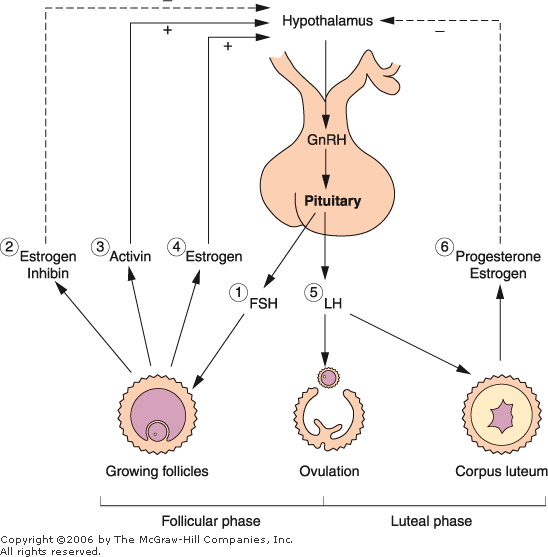 −
Hypothalamus
+
−
+
GnRH
Pituitary
2 Estrogen
Inhibin
3 Activin
4 Estrogen
6 Progesterone
Estrogen
1 FSH
5 LH
Growing follicles
Ovulation
Corpus luteum
Follicular phase
Luteal phase
Copyright ©2006 by The McGraw-Hill Companies, Inc.
All rights reserved.